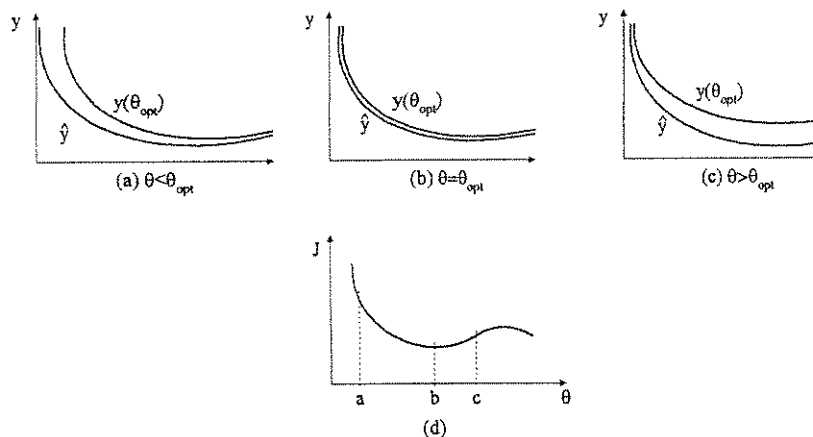 y
y(θopt)
ŷ
(a) θ<θopt
y
y(θopt)
ŷ
(b) θ=θopt
y
y(θopt)
ŷ
(c) θ>θopt
J
a
b
c
θ
(d)